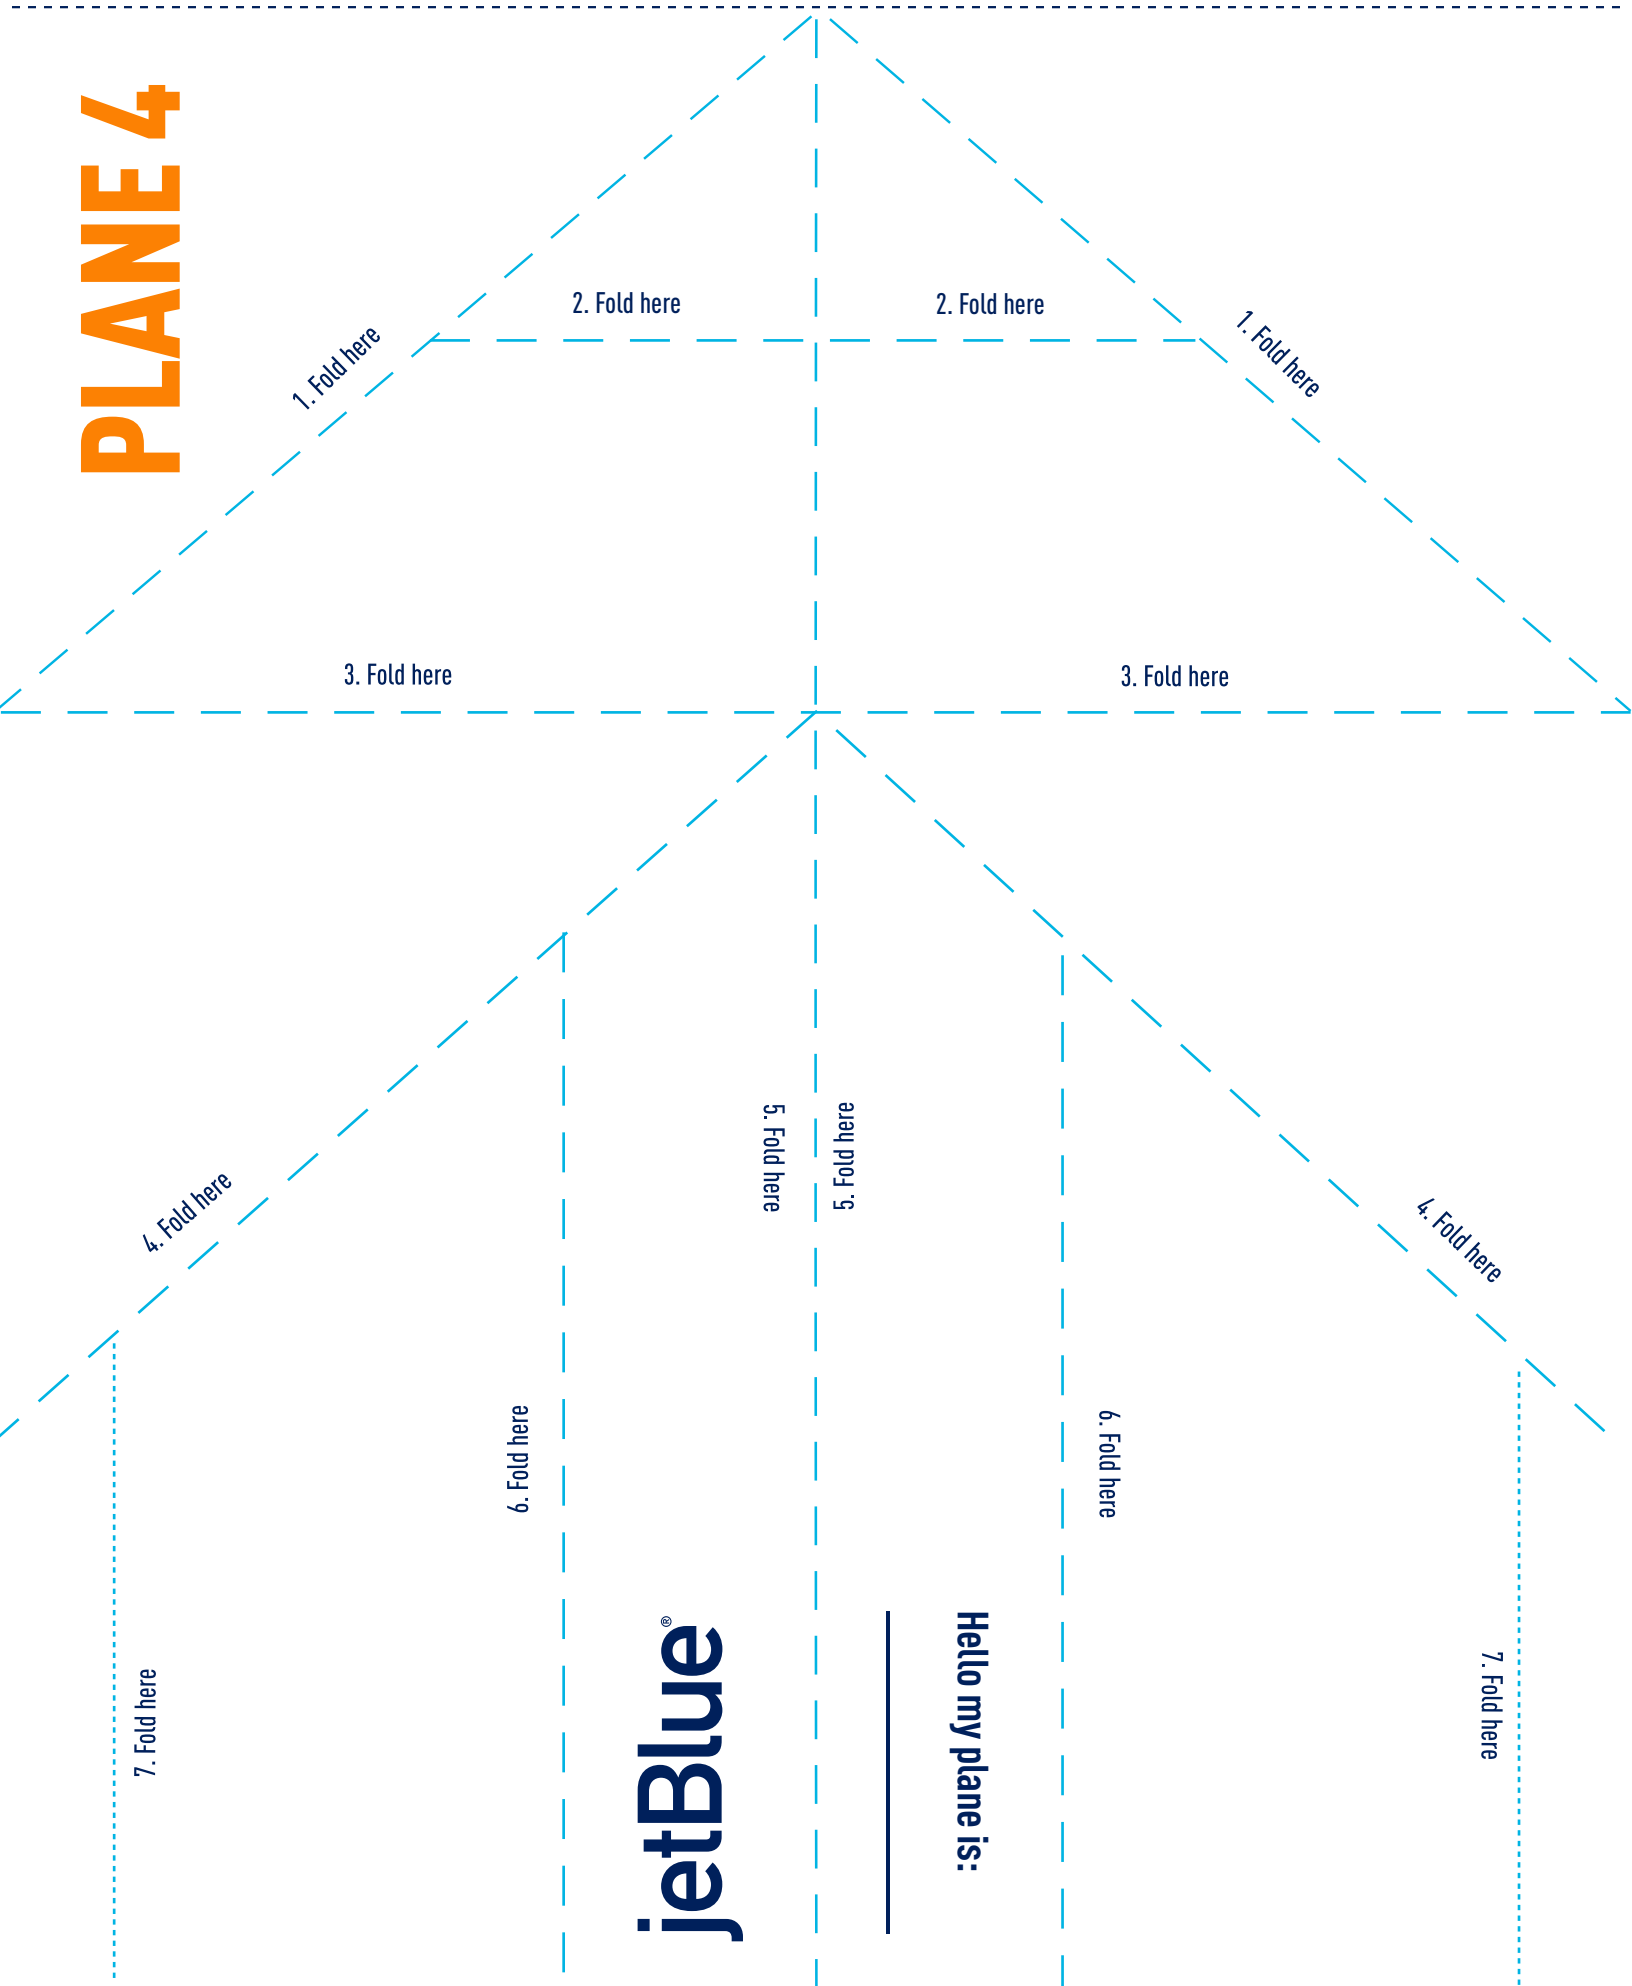 PLANE 4
2. Fold here
2. Fold here
1. Fold here
1. Fold here
3. Fold here
3. Fold here
5. Fold here
5. Fold here
4. Fold here
4. Fold here
6. Fold here
6. Fold here
jetBlue®
Hello my plane is:
7. Fold here
7. Fold here